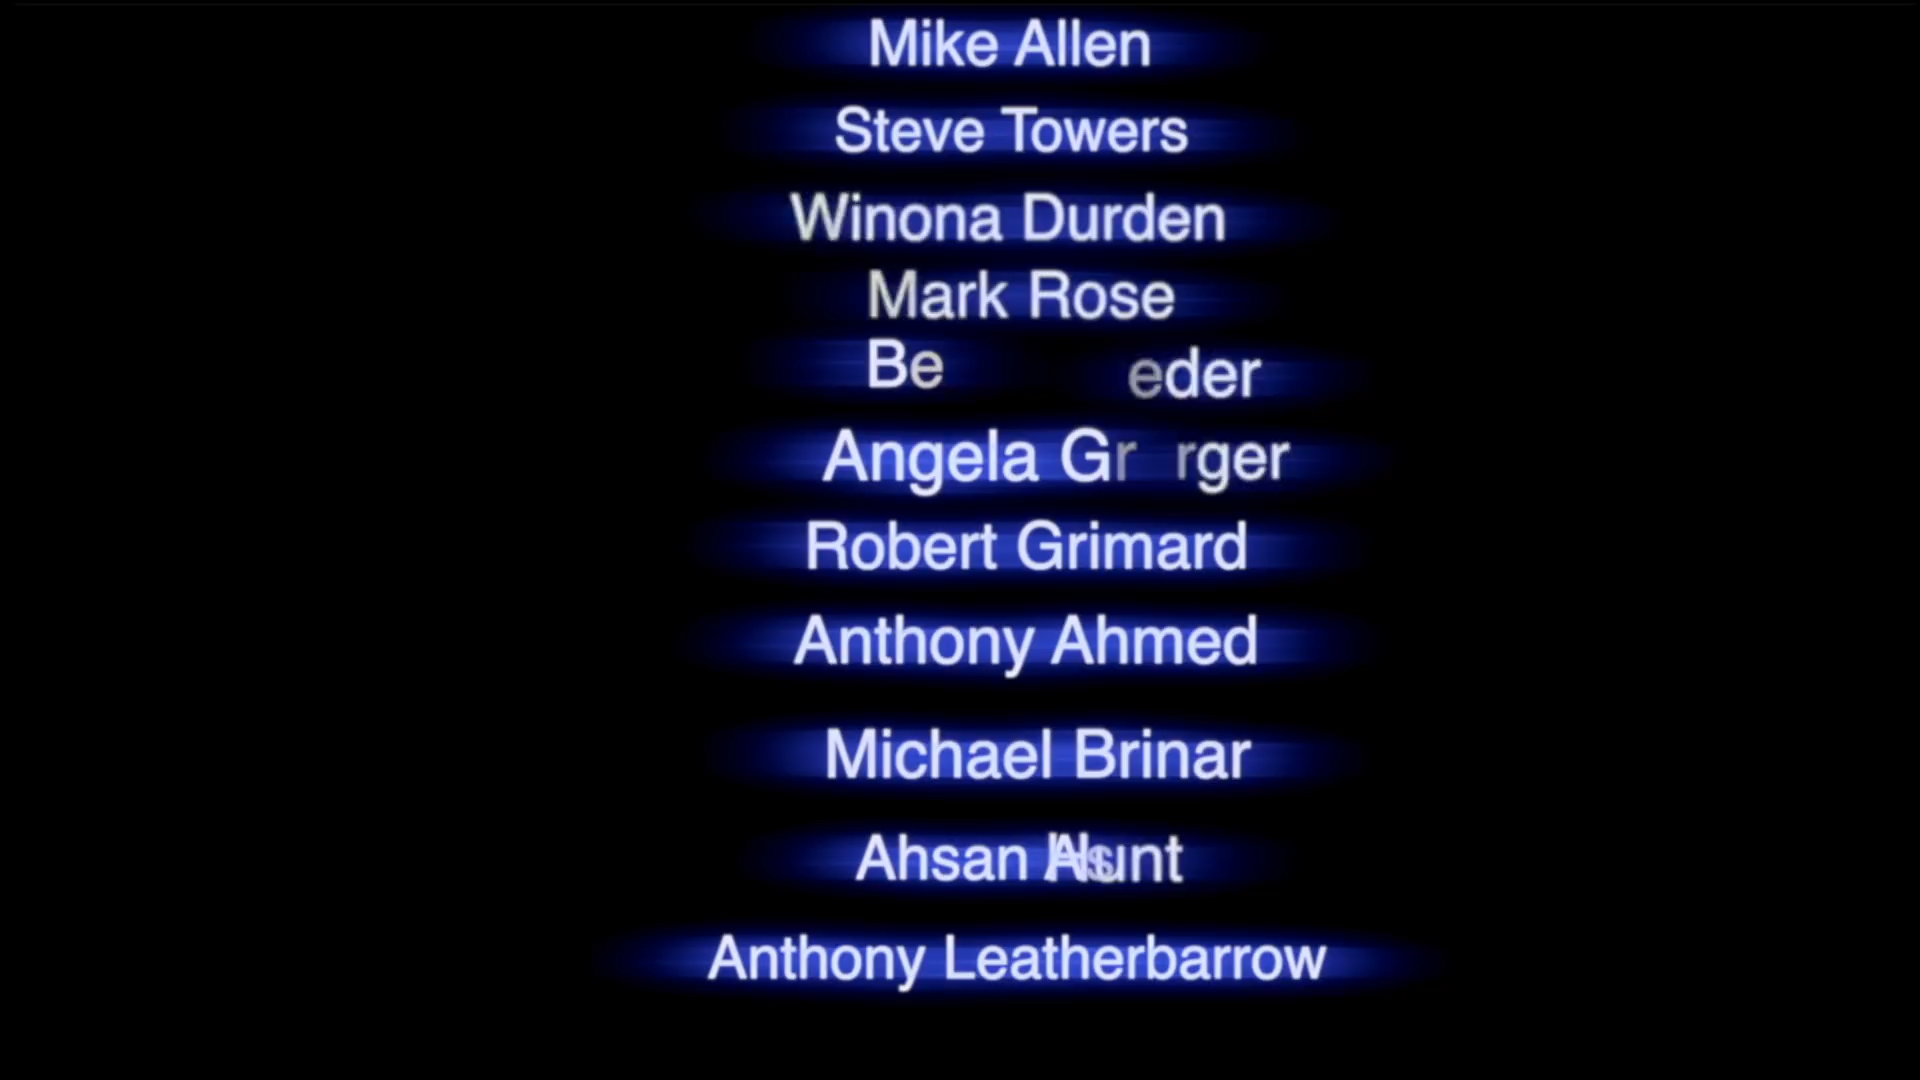 Mike Allen
Steve Towers
Winona Durden
Mark Rose
Angela
Robert Grimard
Anthony Ahmed
Michael Brinar
Ahsan
Anthony Leatherbarrow